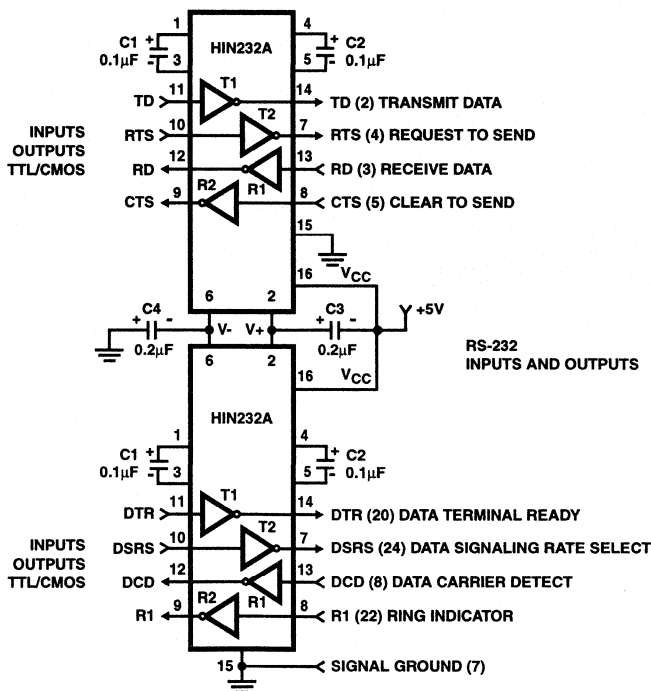 1 HIN232A 4
C1 + + C2
0.1µF - 3 5 - 0.1µF
TD 11 T1 14 TD (2) TRANSMIT DATA
INPUTS OUTPUTS TTL/CMOS
RTS 10 T2 7 RTS (4) REQUEST TO SEND
RD 12 R1 13 RD (3) RECEIVE DATA
CTS 9 R2 8 CTS (5) CLEAR TO SEND
15
16 VCC
6 2
+ C4 - V- V+ + C3 - +5V
0.2µF 0.2µF
RS-232
INPUTS AND OUTPUTS
6 2
16 VCC
HIN232A
1 4
C1 + + C2
0.1µF - 3 5 - 0.1µF
DTR 11 T1 14 DTR (20) DATA TERMINAL READY
INPUTS OUTPUTS TTL/CMOS
DSRS 10 T2 7 DSRS (24) DATA SIGNALING RATE SELECT
DCD 12 R1 13 DCD (8) DATA CARRIER DETECT
R1 9 R2 8 R1 (22) RING INDICATOR
15 SIGNAL GROUND (7)